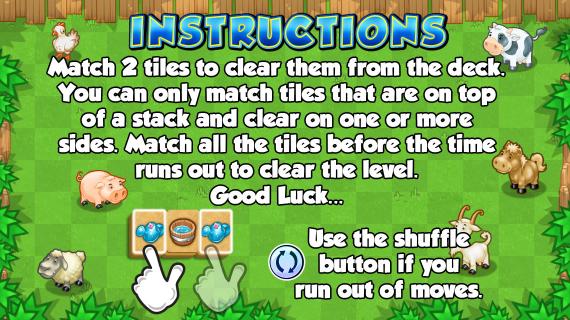 INSTRUCTIONS
Match 2 tiles to clear them from the deck.
You can only match tiles that are on top
of a stack and clear on one or more
sides. Match all the tiles before the time
runs out to clear the level.
Good Luck...
Use the shuffle
button if you
run out of moves.